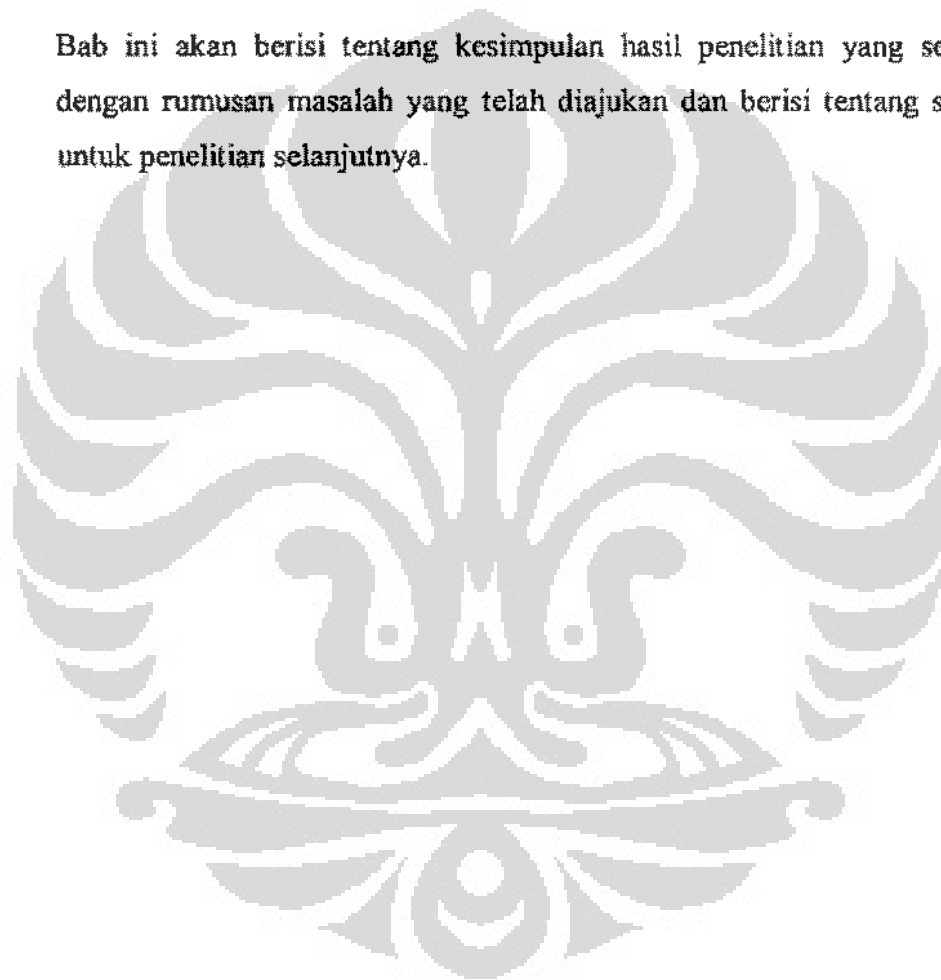 Bab ini akan berisi tentang kesimpulan hasil penelitian yang se
dengan rumusan masalah yang telah diajukan dan berisi tentang s
untuk penelitian selanjutnya.